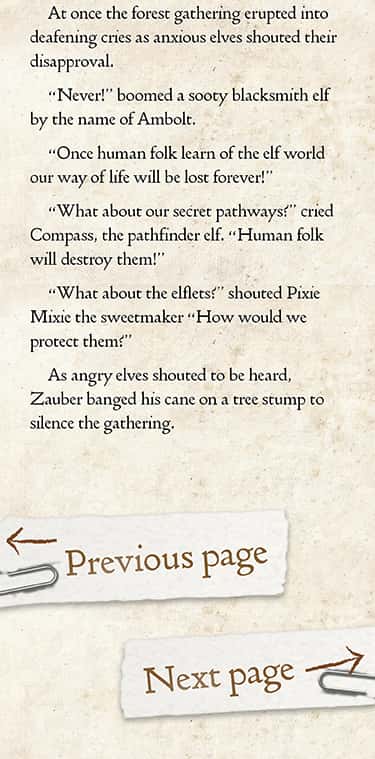 At once the forest gathering erupted into
deafening cries as anxious elves shouted their
disapproval.
“Never!” boomed a sooty blacksmith elf
by the name of Ambolt.
“Once human folk learn of the elf world
our way of life will be lost forever!”
“What about our secret pathways?” cried
Compass, the pathfinder elf. “Human folk
will destroy them!”
“What about the elflets?” shouted Pixie
Mixie the sweetmaker “How would we
protect them?”
As angry elves shouted to be heard,
Zauber banged his cane on a tree stump to
silence the gathering.
Previous page
Next page